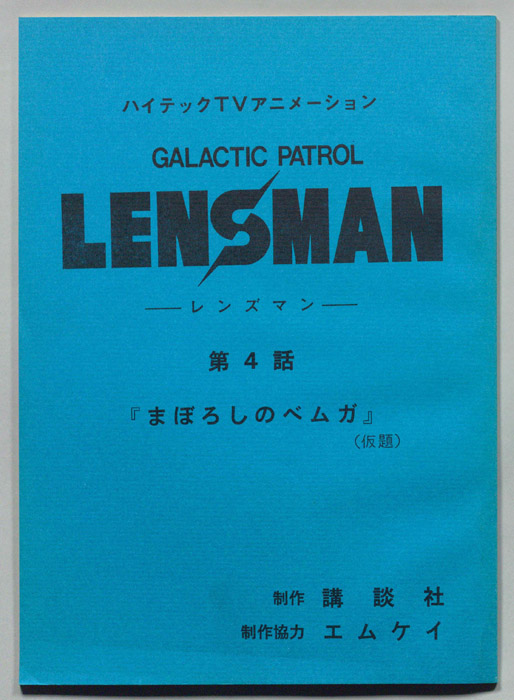 ハイテックTVアニメーション
GALACTIC PATROL
LENSMAN
―レンズマン―
第4話
『まぼろしのベムガ』
(仮題)
制作 講談社
制作協力 エムケイ